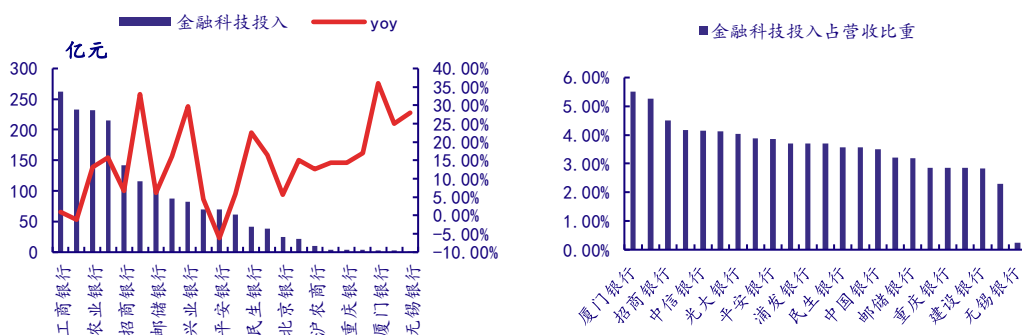 金融科技投入 yoy
亿元
300
250
200
150
100
50
0
40.00%
35.00%
30.00%
25.00%
20.00%
15.00%
10.00%
5.00%
0.00%
-5.00%
-10.00%
工商银行
农业银行
招商银行
邮储银行
兴业银行
平安银行
民生银行
北京银行
沪农商行
重庆银行
厦门银行
无锡银行
金融科技投入占营收比重
6.00%
5.00%
4.00%
3.00%
2.00%
1.00%
0.00%
厦门银行
招商银行
中信银行
光大银行
平安银行
浦发银行
民生银行
中国银行
邮储银行
重庆银行
建设银行
无锡银行